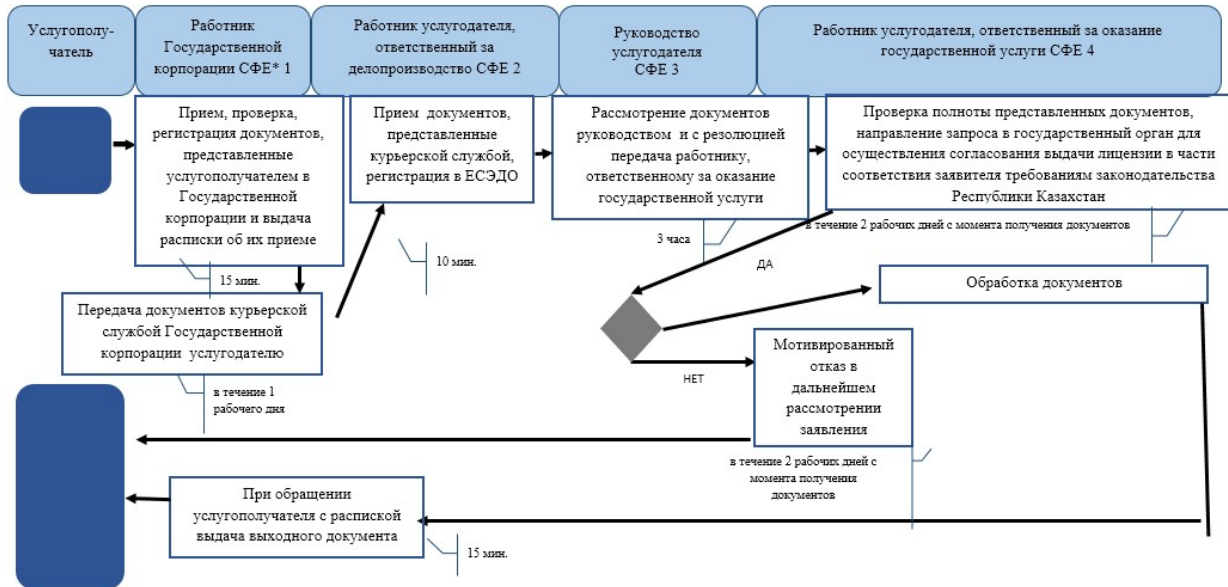 Услугополу-
чатель
Работник
Государственной
корпорации СФЕ* 1
Работник услугодателя,
ответственный за
делопроизводство СФЕ 2
Руководство
услугодателя
СФЕ 3
Работник услугодателя, ответственный за оказание
государственной услуги СФЕ 4
Прием, проверка,
регистрация документов,
представленные
услугополучателем в
Государственной
корпорации и выдача
расписки об их приеме
Прием документов,
представленные
курьерской службой,
регистрация в ЕСЭДО
Рассмотрение документов
руководством и с резолюцией
передача работнику,
ответственному за оказание
государственной услуги
Проверка полноты представленных документов,
направление запроса в государственный орган для
осуществления согласования выдачи лицензии в части
соответствия заявителя требованиям законодательства
Республики Казахстан
15 мин.
10 мин.
3 часа
в течение 2 рабочих дней с момента получения документов
ДА
Передача документов курьерской
службой Государственной
корпорации услугодателю
Обработка документов
в течение 1
рабочего дня
НЕТ
Мотивированный
отказ в
дальнейшем
рассмотрении
заявления
в течение 2 рабочих дней с
момента получения
документов
При обращении
услугополучателя с распиской
выдача выходного документа
15 мин.